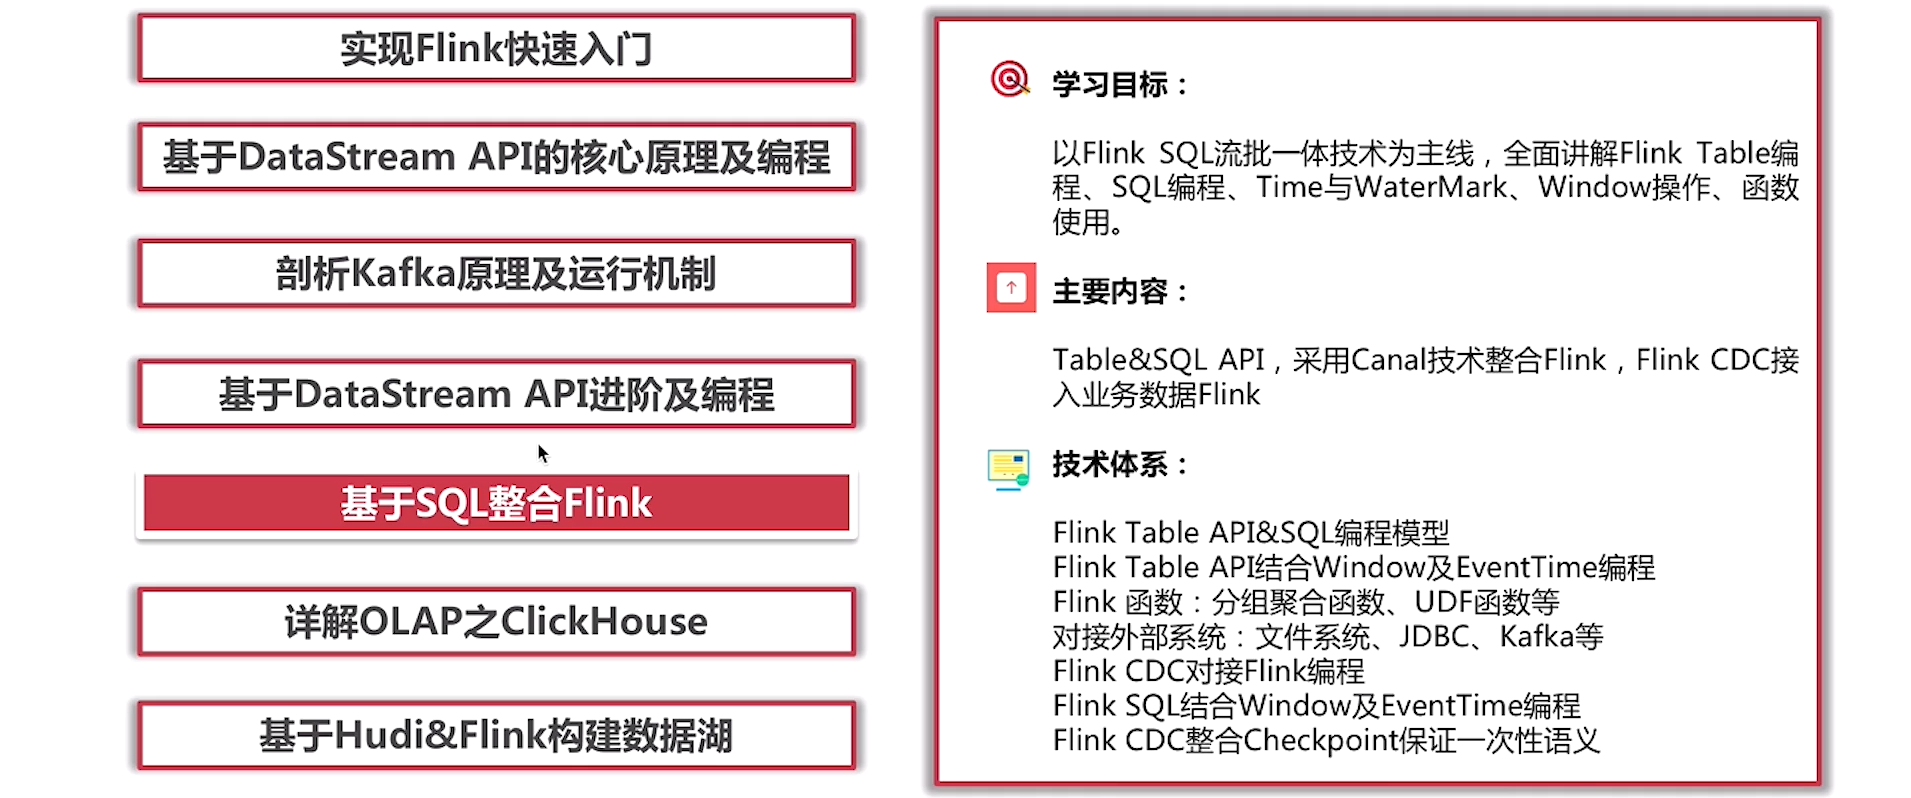 实现Flink快速入门
基于DataStream API的核心原理及编程
剖析Kafka原理及运行机制
基于DataStream API进阶及编程
基于SQL整合Flink
详解OLAP之ClickHouse
基于Hudi&Flink构建数据湖
学习目标：
以Flink SQL流批一体技术为主线，全面讲解Flink Table编
程、SQL编程、Time与WaterMark、Window操作、函数
使用。
主要内容：
Table&SQL API，采用Canal技术整合Flink，Flink CDC接
入业务数据Flink
技术体系：
Flink Table API&SQL编程模型
Flink Table API结合Window及EventTime编程
Flink 函数：分组聚合函数、UDF函数等
对接外部系统：文件系统、JDBC、Kafka等
Flink CDC对接Flink编程
Flink SQL结合Window及EventTime编程
Flink CDC整合Checkpoint保证一次性语义